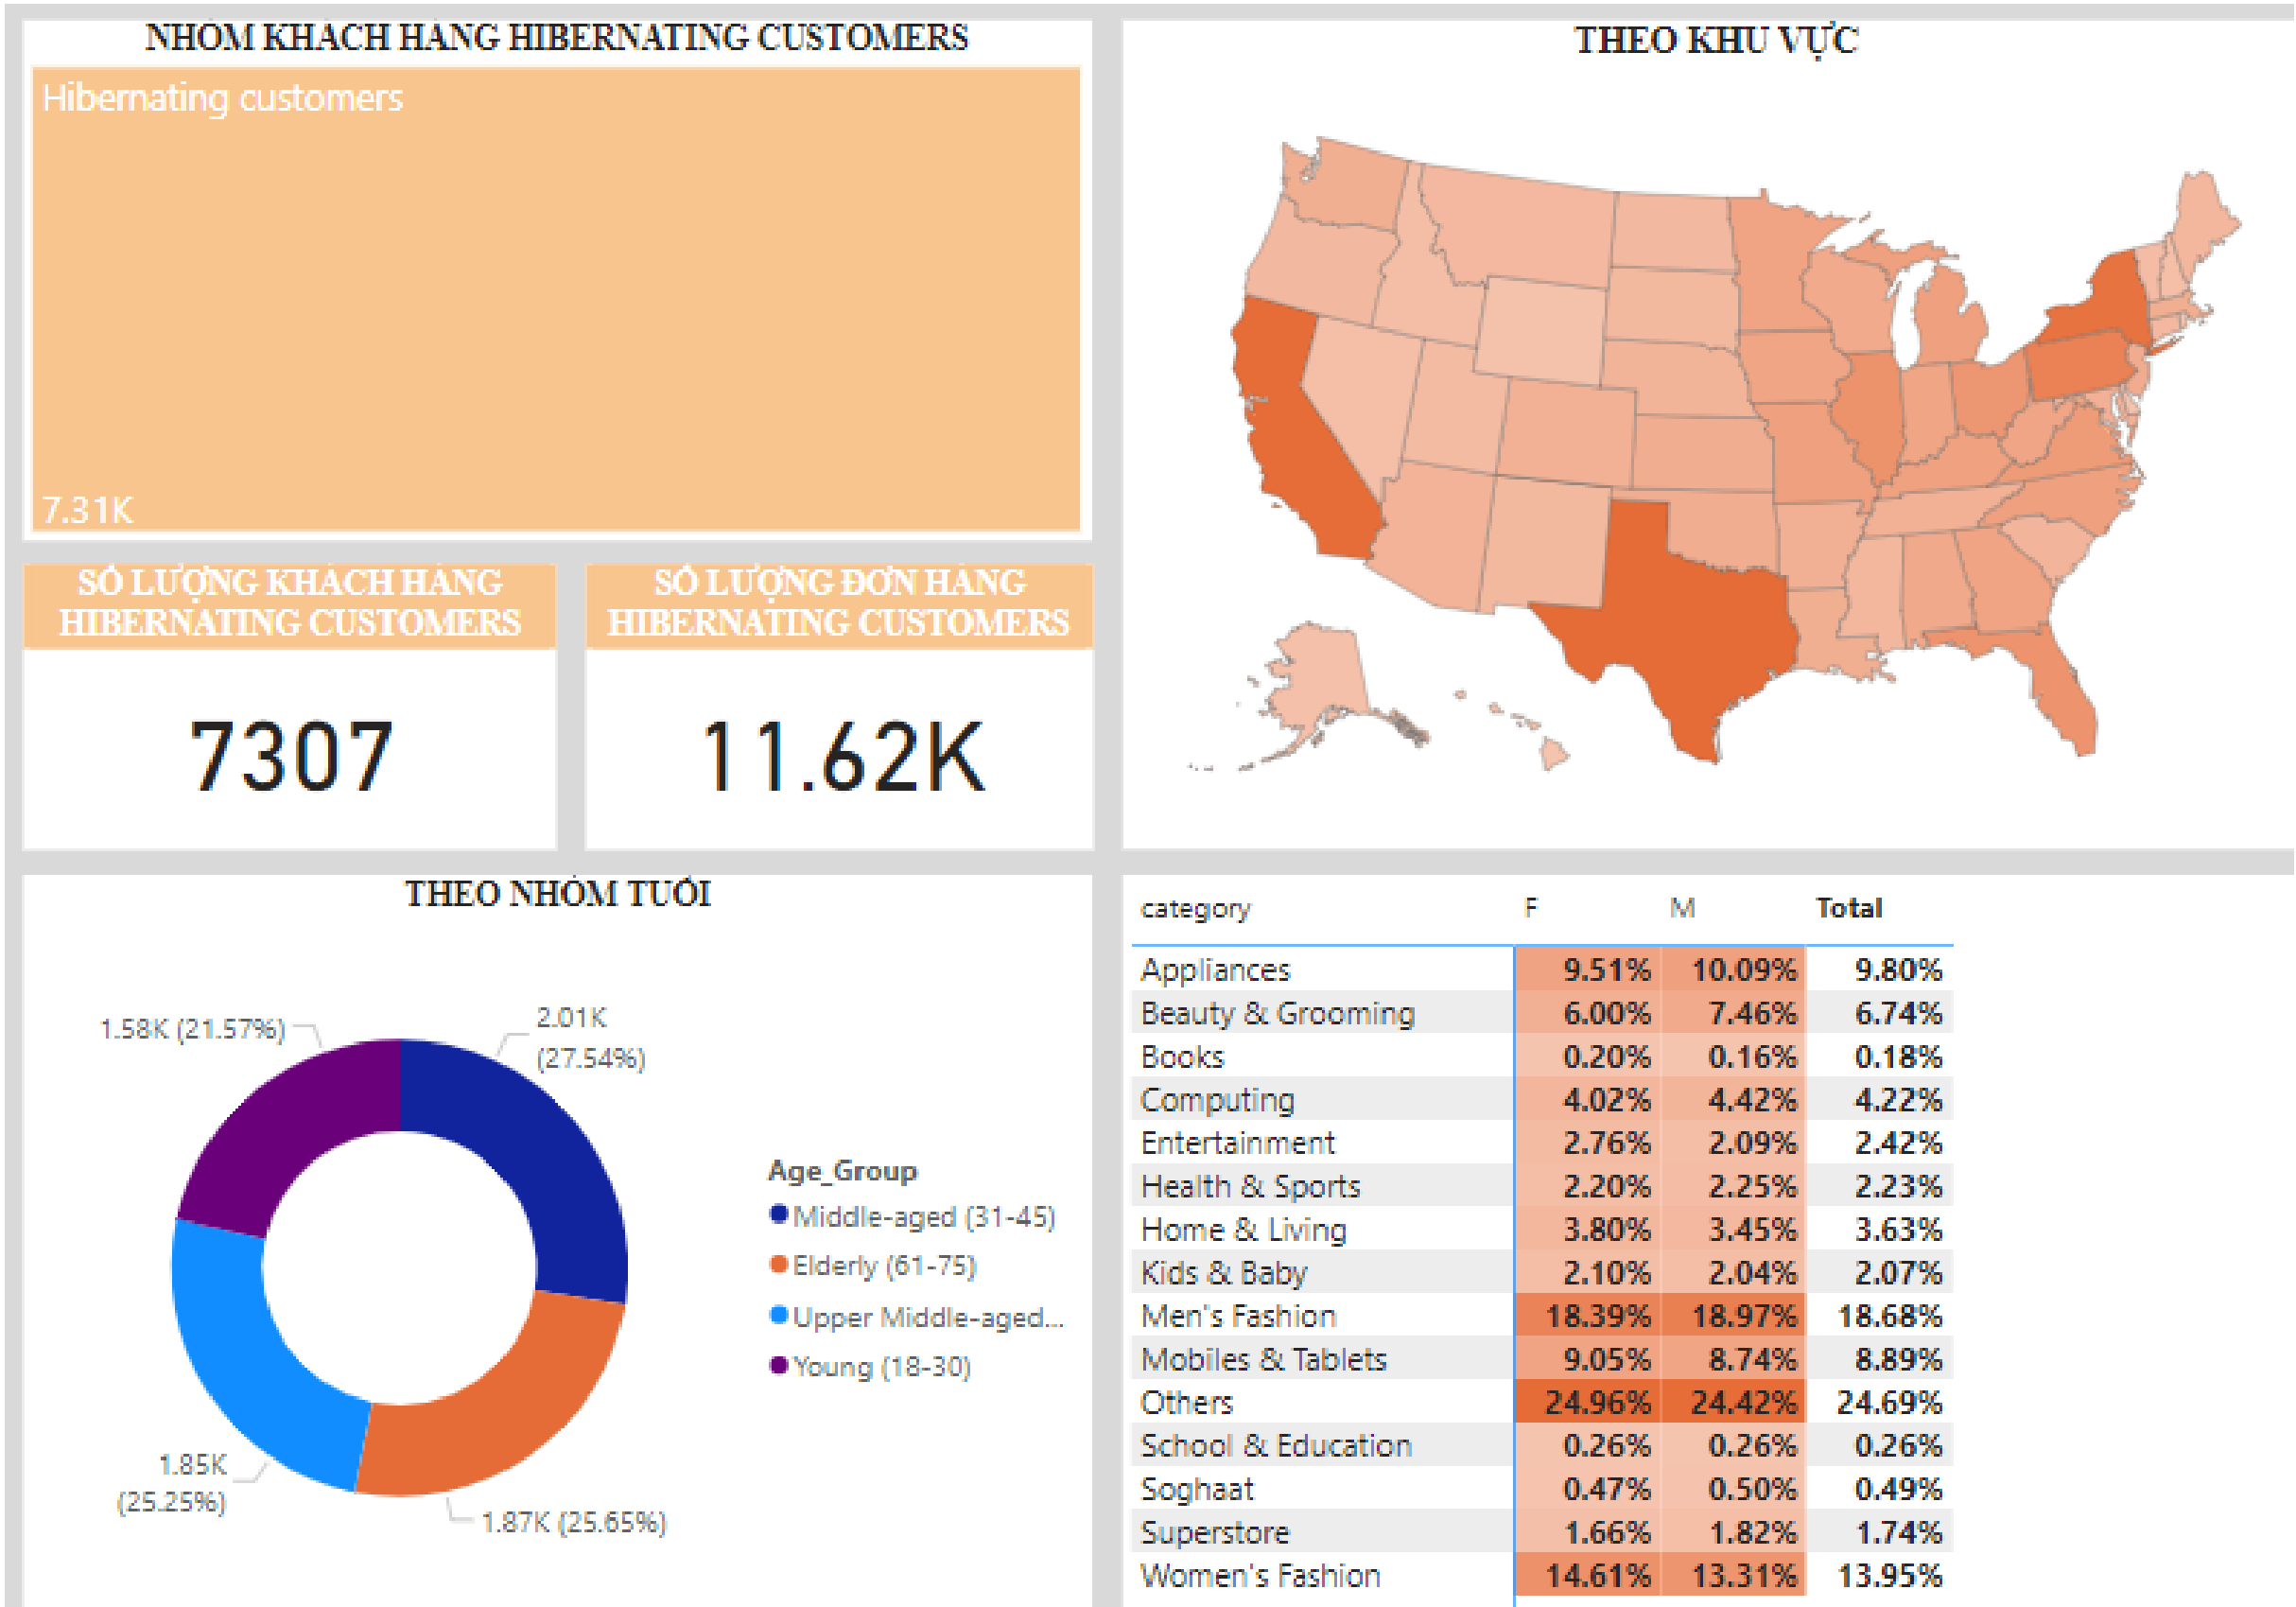 NHÓM KHÁCH HÀNG HIBERNATING CUSTOMERS
Hibernating customers
7.31K
SỐ LƯỢNG KHÁCH HÀNG
HIBERNATING CUSTOMERS
7307
SỐ LƯỢNG ĐƠN HÀNG
HIBERNATING CUSTOMERS
11.62K
THEO KHU VỰC
THEO NHÓM TUỔI
1.58K (21.57%)
2.01K
(27.54%)
1.85K
(25.25%)
1.87K (25.65%)
Age_Group
Middle-aged (31-45)
Elderly (61-75)
Upper Middle-aged...
Young (18-30)
category F M Total
Appliances 9.51% 10.09% 9.80%
Beauty & Grooming 6.00% 7.46% 6.74%
Books 0.20% 0.16% 0.18%
Computing 4.02% 4.42% 4.22%
Entertainment 2.76% 2.09% 2.42%
Health & Sports 2.20% 2.25% 2.23%
Home & Living 3.80% 3.45% 3.63%
Kids & Baby 2.10% 2.04% 2.07%
Men's Fashion 18.39% 18.97% 18.68%
Mobiles & Tablets 9.05% 8.74% 8.89%
Others 24.96% 24.42% 24.69%
School & Education 0.26% 0.26% 0.26%
Soghaat 0.47% 0.50% 0.49%
Superstore 1.66% 1.82% 1.74%
Women's Fashion 14.61% 13.31% 13.95%